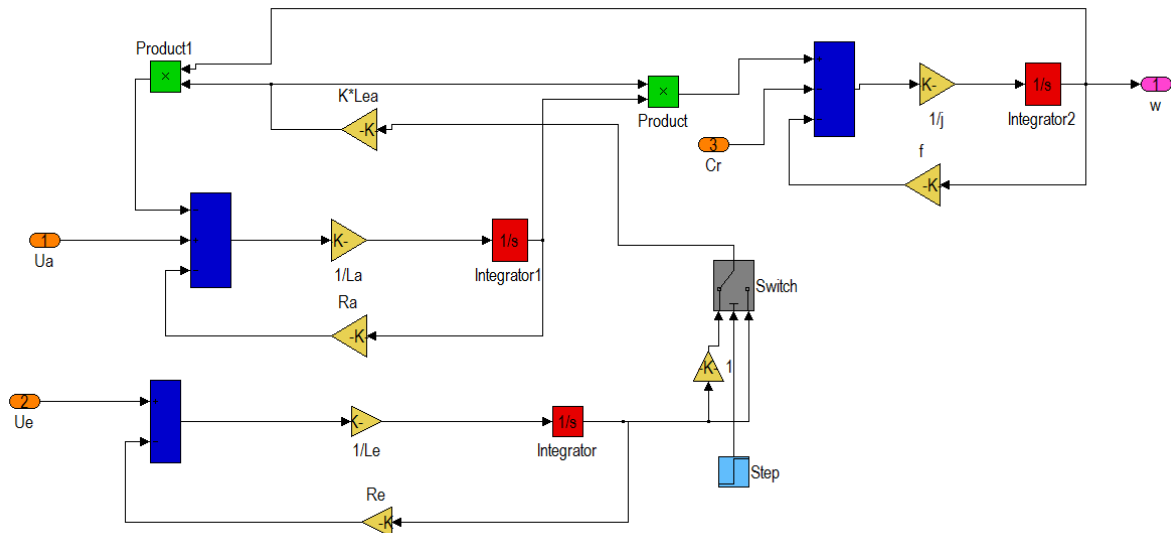 Product1
×
K*Lea
-K
×
Product
3
Cr
K-
1/j
1/s
Integrator2
1
w
f
-K-
1
Ua
K-
1/La
1/s
Integrator1
Ra
-K-
Switch
-K-
1
2
Ue
K-
1/Le
1/s
Integrator
Step
Re
-K